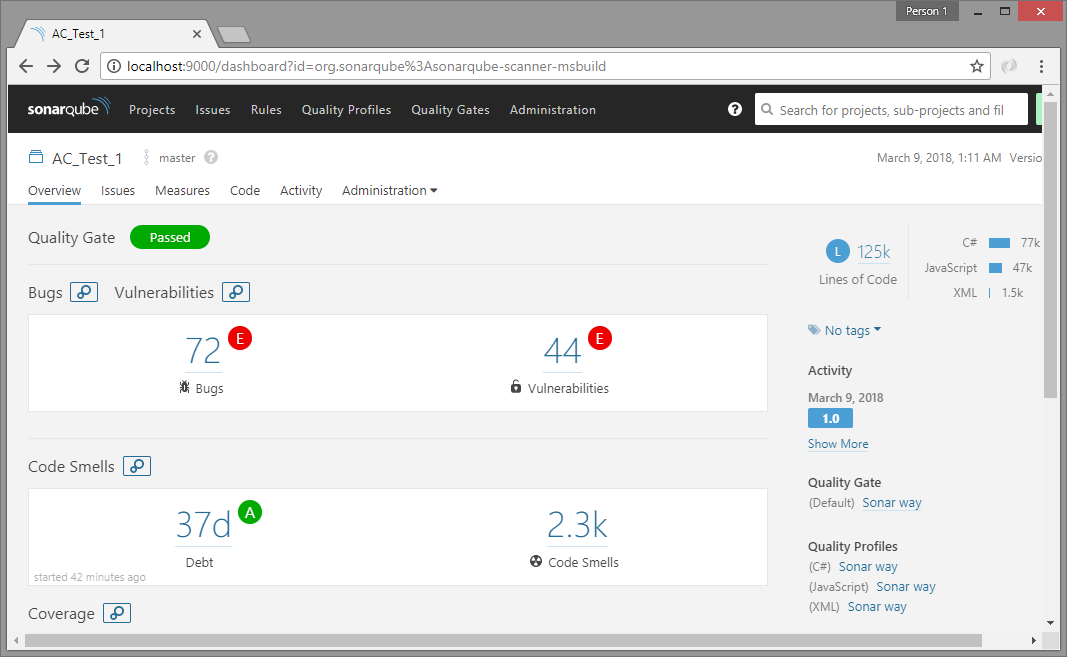 Person 1
AC_Test_1
localhost:9000/dashboard?id=org.sonarqube%3Asonarqube-scanner-msbuild
sonarqube Projects Issues Rules Quality Profiles Quality Gates Administration ? Search for projects, sub-projects and fil
AC_Test_1 master ? March 9, 2018, 1:11 AM Versio
Overview Issues Measures Code Activity Administration
Quality Gate Passed
Bugs Vulnerabilities
72 E 44 E
Bugs Vulnerabilities
Code Smells
37d A 2.3k
Debt Code Smells
started 42 minutes ago
Coverage
L 125k
Lines of Code
C# 77k
JavaScript 47k
XML 1.5k
No tags
Activity
March 9, 2018
1.0
Show More
Quality Gate
(Default) Sonar way
Quality Profiles
(C#) Sonar way
(JavaScript) Sonar way
(XML) Sonar way